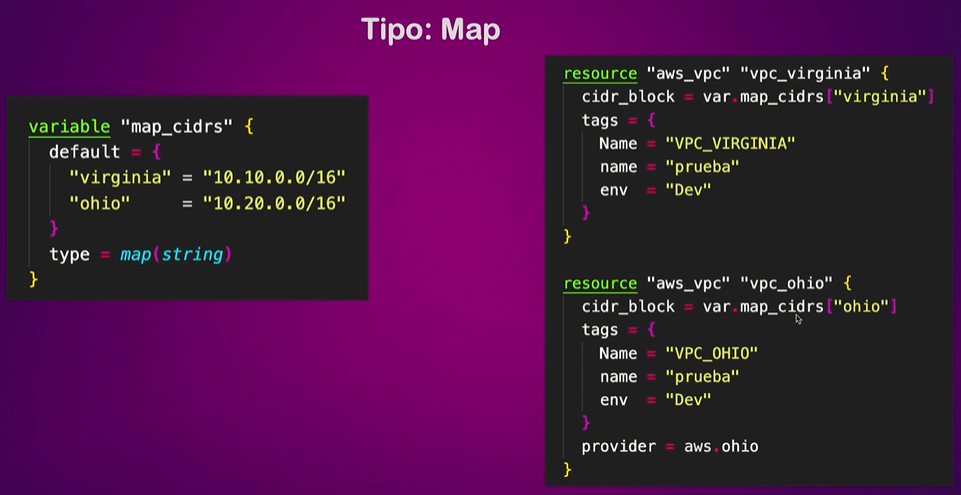 Tipo: Map
variable "map_cidrs" {
default = {
"virginia" = "10.10.0.0/16"
"ohio" = "10.20.0.0/16"
}
type = map(string)
}
resource "aws_vpc" "vpc_virginia" {
cidr_block = var.map_cidrs["virginia"]
tags = {
Name = "VPC_VIRGINIA"
name = "prueba"
env = "Dev"
}
}
resource "aws_vpc" "vpc_ohio" {
cidr_block = var.map_cidrs["ohio"]
tags = {
Name = "VPC_OHIO"
name = "prueba"
env = "Dev"
}
provider = aws.ohio
}